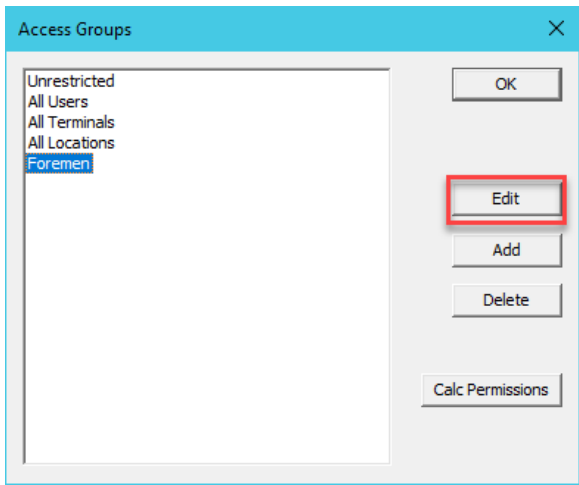 Access Groups
Unrestricted
All Users
All Terminals
All Locations
Foremen
OK
Edit
Add
Delete
Calc Permissions